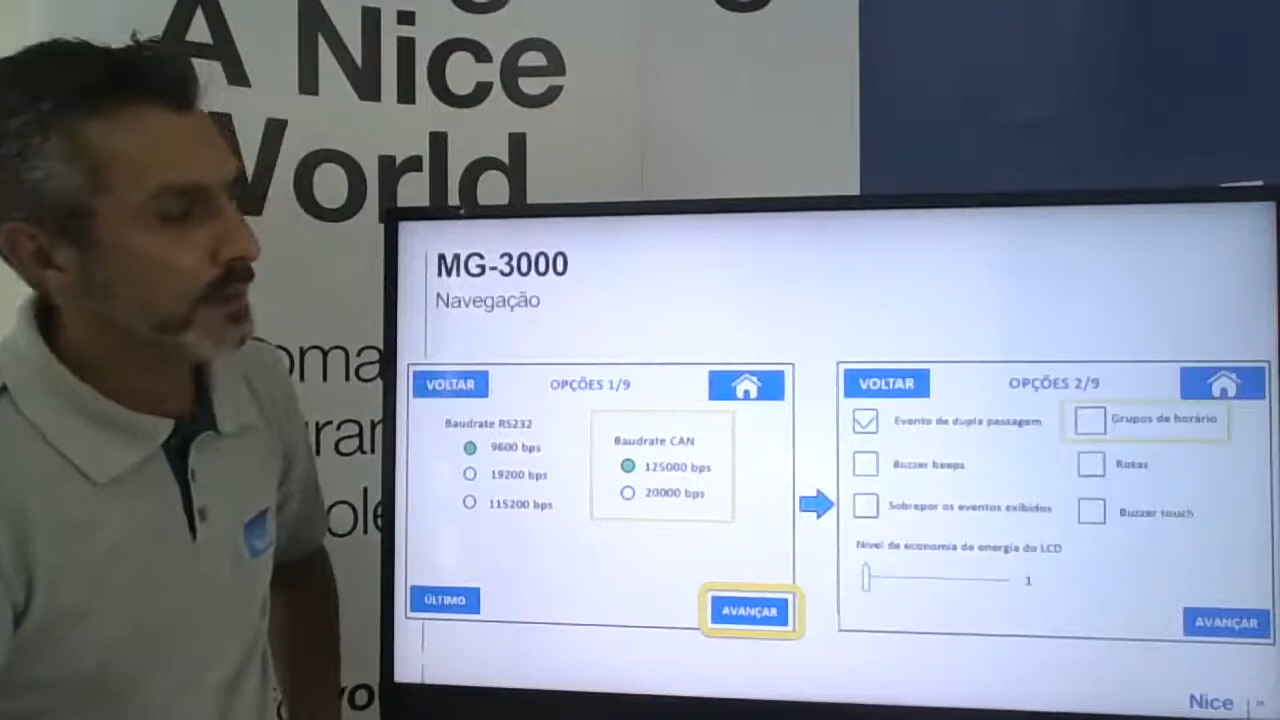 A Nice
World
MG-3000
Navegação
VOLTAR
OPÇÕES 1/9
Baudrate RS232
9600 bps
19200 bps
115200 bps
Baudrate CAN
125000 bps
20000 bps
ÚLTIMO
AVANÇAR
VOLTAR
OPÇÕES 2/9
Evento de dupla passagem
Grupos de horário
Buzzer beeps
Rotas
Sobrepor os eventos exibidos
Buzzer touch
Nível de economia de energia do LCD
1
AVANÇAR
Nice